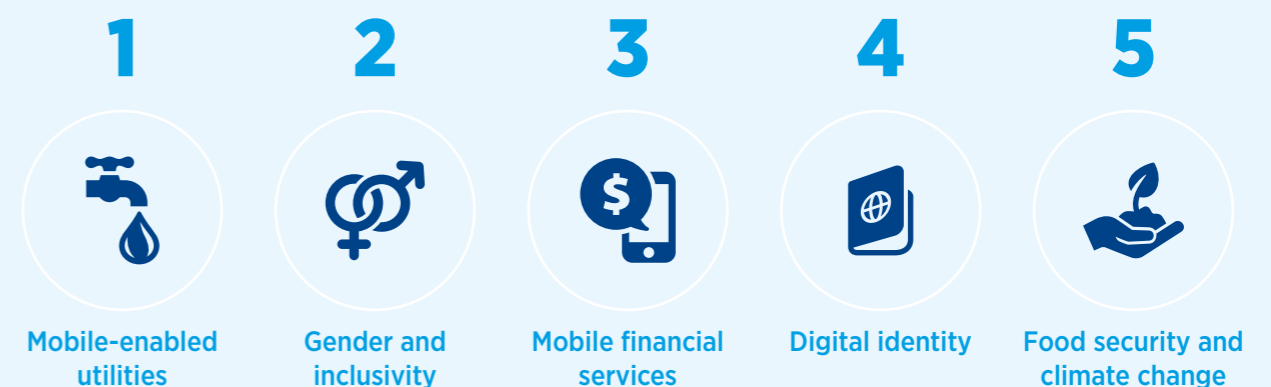 1
2
3
4
5
$
Mobile-enabled
utilities
Gender and
inclusivity
Mobile financial
services
Digital identity
Food security and
climate change